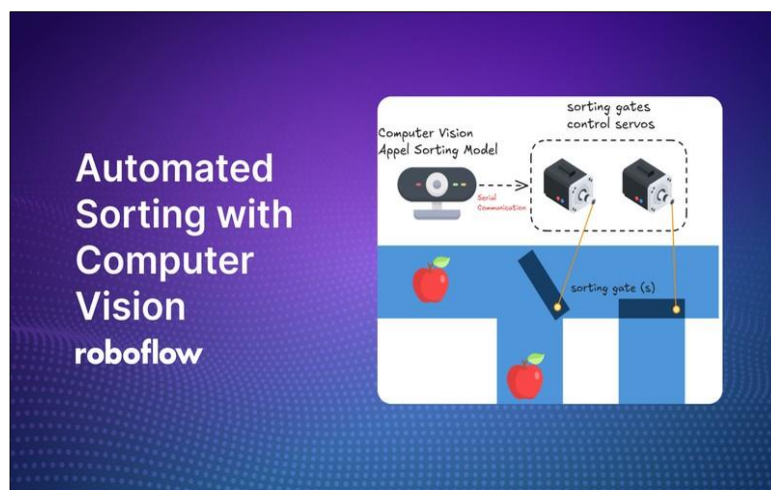 Automated
Sorting with
Computer
Vision
roboflow
Computer Vision
Appel Sorting Model
sorting gates
control servos
Serial
Communication
sorting gate (s)